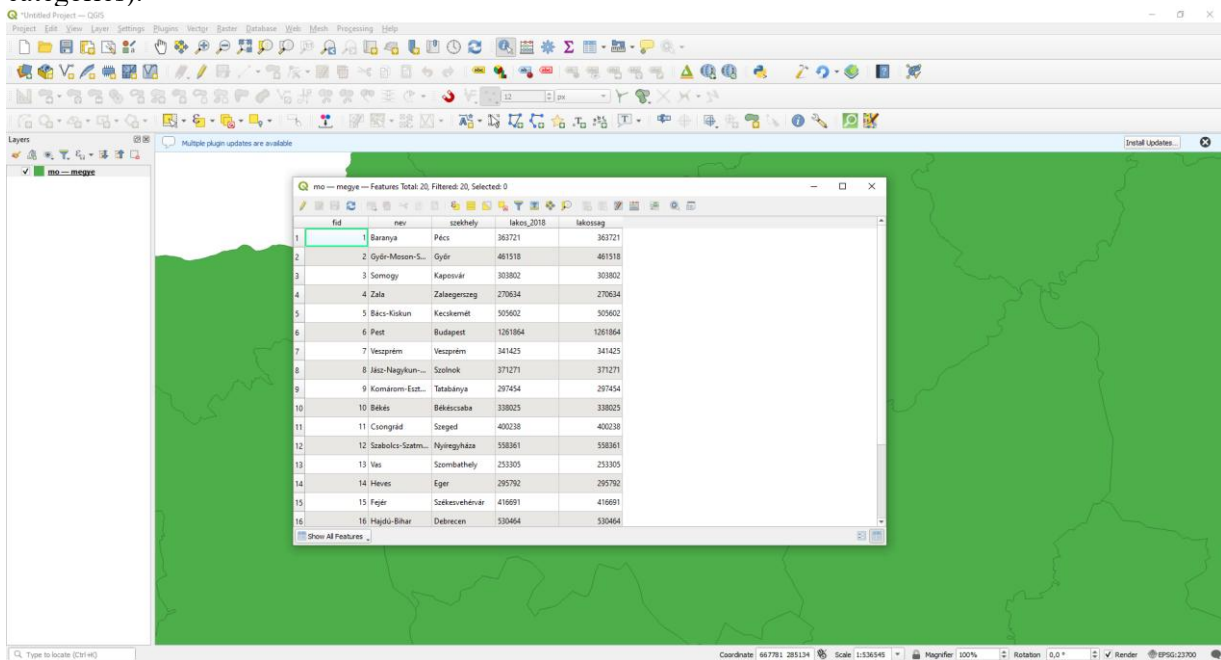 *Untitled Project — QGIS
Project Edit View Layer Settings Plugins Vector Raster Database Web Mesh Processing Help
12 px
Layers
Multiple plugin updates are available
Install Updates...
mo — megye
mo — megye — Features Total: 20, Filtered: 20, Selected: 0
fid nev szekhely lakos_2018 lakossag
1 1 Baranya Pécs 363721 363721
2 2 Győr-Moson-S... Győr 461518 461518
3 3 Somogy Kaposvár 303802 303802
4 4 Zala Zalaegerszeg 270634 270634
5 5 Bács-Kiskun Kecskemét 505602 505602
6 6 Pest Budapest 1261864 1261864
7 7 Veszprém Veszprém 341425 341425
8 8 Jász-Nagykun-... Szolnok 371271 371271
9 9 Komárom-Eszt... Tatabánya 297454 297454
10 10 Békés Békéscsaba 338025 338025
11 11 Csongrád Szeged 400238 400238
12 12 Szabolcs-Szatm... Nyíregyháza 558361 558361
13 13 Vas Szombathely 253305 253305
14 14 Heves Eger 295792 295792
15 15 Fejér Székesvehérvár 416691 416691
16 16 Hajdú-Bihar Debrecen 530464 530464
Show All Features
Type to locate (Ctrl+K)
Coordinate 667781 285134 Scale 1:536545 Magnifier 100% Rotation 0,0 ° Render EPSG:23700